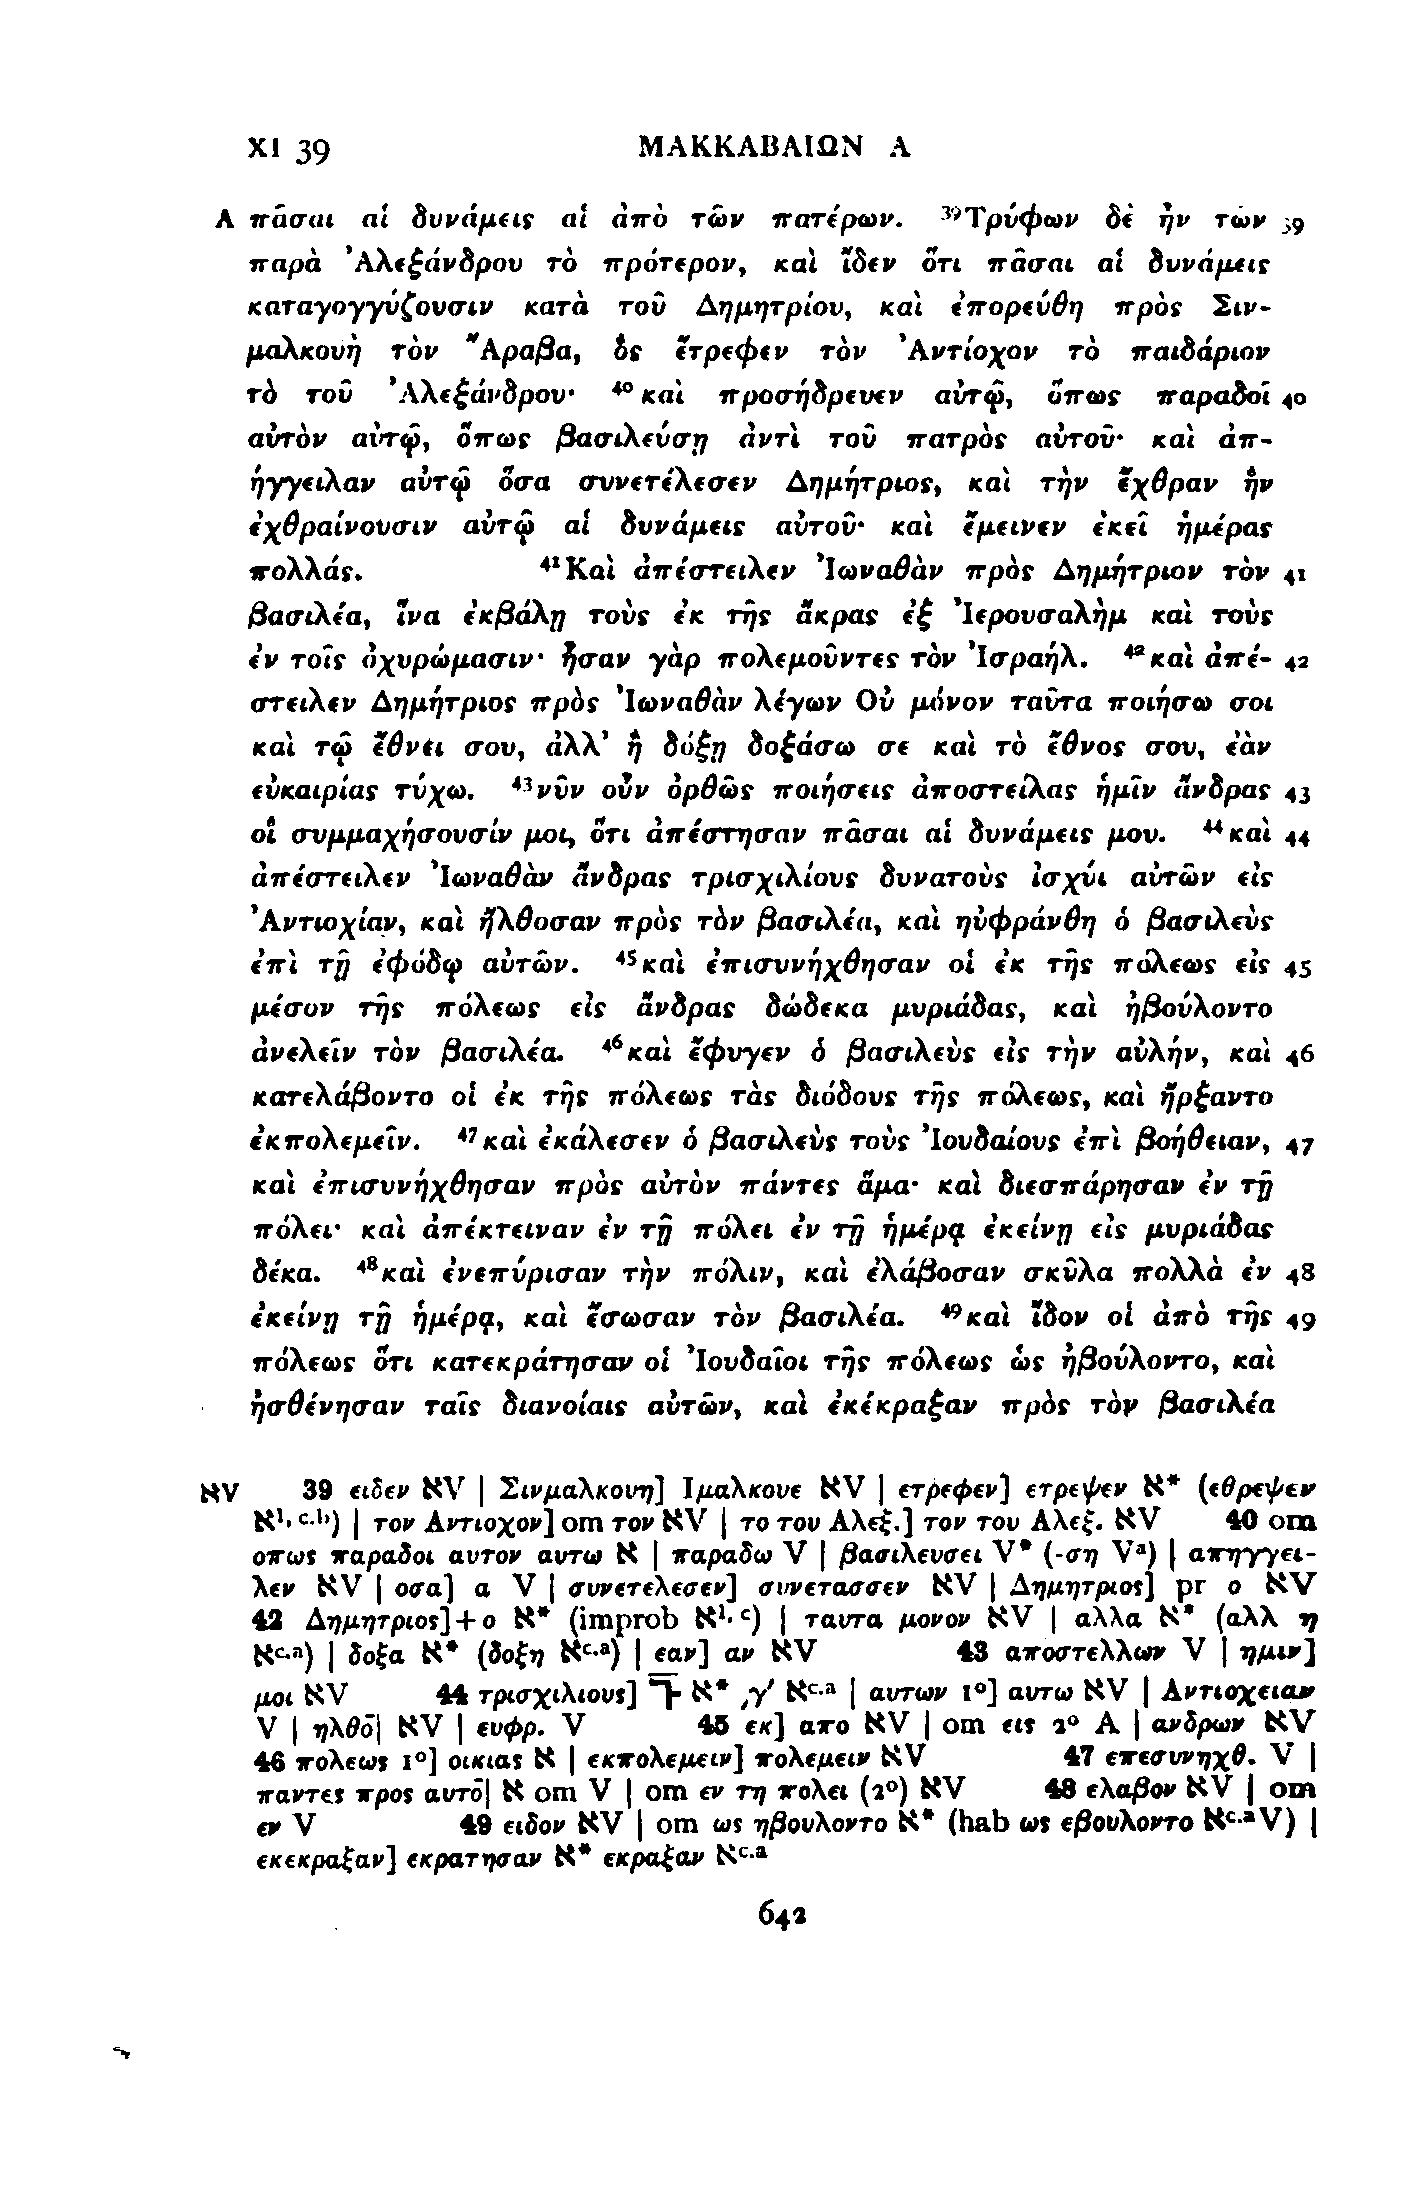 XI 39 ΜΑΚΚΑΒΑΙΩΝ Α
A πᾶσαι αἱ δυνάμεις αἱ ἀπὸ τῶν πατέρων. ³⁹Τρύφων δὲ ἦν τῶν 39
παρὰ Ἀλεξάνδρου τὸ πρότερον, καὶ ἴδεν ὅτι πᾶσαι αἱ δυνάμεις
καταγογγύζουσιν κατὰ τοῦ Δημητρίου, καὶ ἐπορεύθη πρὸς Σιν-
μαλκουὴ τὸν Ἄραβα, ὃς ἔτρεφεν τὸν Ἀντίοχον τὸ παιδάριον
τὸ τοῦ Ἀλεξάνδρου· ⁴⁰καὶ προσήδρευεν αὐτῷ, ὅπως παραδοῖ 40
αὐτὸν αὐτῷ, ὅπως βασιλεύσῃ ἀντὶ τοῦ πατρὸς αὐτοῦ· καὶ ἀπ-
ήγγειλαν αὐτῷ ὅσα συνετέλεσεν Δημήτριος, καὶ τὴν ἔχθραν ἣν
ἐχθραίνουσιν αὐτῷ αἱ δυνάμεις αὐτοῦ· καὶ ἔμεινεν ἐκεῖ ἡμέρας
πολλάς. ⁴¹Καὶ ἀπέστειλεν Ἰωναθὰν πρὸς Δημήτριον τὸν 41
βασιλέα, ἵνα ἐκβάλῃ τοὺς ἐκ τῆς ἄκρας ἐξ Ἰερουσαλὴμ καὶ τοὺς
ἐν τοῖς ὀχυρώμασιν· ἦσαν γὰρ πολεμοῦντες τὸν Ἰσραήλ. ⁴²καὶ ἀπέ- 42
στειλεν Δημήτριος πρὸς Ἰωναθὰν λέγων Οὐ μόνον ταῦτα ποιήσω σοι
καὶ τῷ ἔθνει σου, ἀλλ᾽ ἢ δόξῃ δοξάσω σε καὶ τὸ ἔθνος σου, ἐὰν
εὐκαιρίας τύχω. ⁴³νῦν οὖν ὀρθῶς ποιήσεις ἀποστείλας ἡμῖν ἄνδρας 43
οἳ συμμαχήσουσίν μοι, ὅτι ἀπέστησαν πᾶσαι αἱ δυνάμεις μου. ⁴⁴καὶ 44
ἀπέστειλεν Ἰωναθὰν ἄνδρας τρισχιλίους δυνατοὺς ἰσχύι αὐτῶν εἰς
Ἀντιοχίαν, καὶ ἤλθοσαν πρὸς τὸν βασιλέα, καὶ ηὐφράνθη ὁ βασιλεὺς
ἐπὶ τῇ ἐφόδῳ αὐτῶν. ⁴⁵καὶ ἐπισυνήχθησαν οἱ ἐκ τῆς πόλεως εἰς 45
μέσον τῆς πόλεως εἰς ἄνδρας δώδεκα μυριάδας, καὶ ἠβούλοντο
ἀνελεῖν τὸν βασιλέα. ⁴⁶καὶ ἔφυγεν ὁ βασιλεὺς εἰς τὴν αὐλήν, καὶ 46
κατελάβοντο οἱ ἐκ τῆς πόλεως τὰς διόδους τῆς πόλεως, καὶ ἤρξαντο
ἐκπολεμεῖν. ⁴⁷καὶ ἐκάλεσεν ὁ βασιλεὺς τοὺς Ἰουδαίους ἐπὶ βοήθειαν, 47
καὶ ἐπισυνήχθησαν πρὸς αὐτὸν πάντες ἅμα· καὶ διεσπάρησαν ἐν τῇ
πόλει· καὶ ἀπέκτειναν ἐν τῇ πόλει ἐν τῇ ἡμέρᾳ ἐκείνῃ εἰς μυριάδας
δέκα. ⁴⁸καὶ ἐνεπύρισαν τὴν πόλιν, καὶ ἐλάβοσαν σκῦλα πολλὰ ἐν 48
ἐκείνῃ τῇ ἡμέρᾳ, καὶ ἔσωσαν τὸν βασιλέα. ⁴⁹καὶ ἴδον οἱ ἀπὸ τῆς 49
πόλεως ὅτι κατεκράτησαν οἱ Ἰουδαῖοι τῆς πόλεως ὡς ἠβούλοντο, καὶ
ἠσθένησαν ταῖς διανοίαις αὐτῶν, καὶ ἐκέκραξαν πρὸς τὸν βασιλέα
אV 39 ειδεν אV | Σινμαλκουη] Ιμαλκουε אV | ετρεφεν] ετρεψεν א* (εθρεψεν
א¹·ᶜ·ᵇ) | τον Αντιοχον] om τον אV | το του Αλεξ.] τον του Αλεξ. אV 40 om
οπως παραδοι αυτον αυτω א | παραδω V | βασιλευσει V* (-ση Vᵃ) | απηγγει-
λεν אV | οσα] α V | συνετελεσεν] συνετασσεν אV | Δημητριος] pr ο אV
42 Δημητριος]+ο א* (improb א¹·ᶜ) | ταυτα μονον אV | αλλα א* (αλλ η
אᶜ·ᵃ) | δοξα א* (δοξη אᶜ·ᵃ) | εαν] αν אV 43 αποστελλων V | ημιν]
μοι אV 44 τρισχιλιους] א* ,γ′ אᶜ·ᵃ | αυτων 1°] αυτω אV | Αντιοχειαν
V | ηλθο̄| אV | ευφρ. V 45 εκ] απο אV | om εις 2° A | ανδρων אV
46 πολεως 1°] οικιας א | εκπολεμειν] πολεμειν אV 47 επεσυνηχθ. V |
παντες προς αυτο̄| א om V | om εν τη πολει (2°) אV 48 ελαβον אV | om
εν V 49 ειδον אV | om ως ηβουλοντο א* (hab ως εβουλοντο אᶜ·ᵃV) |
εκεκραξαν] εκρατησαν א* εκραξαν אᶜ·ᵃ
642